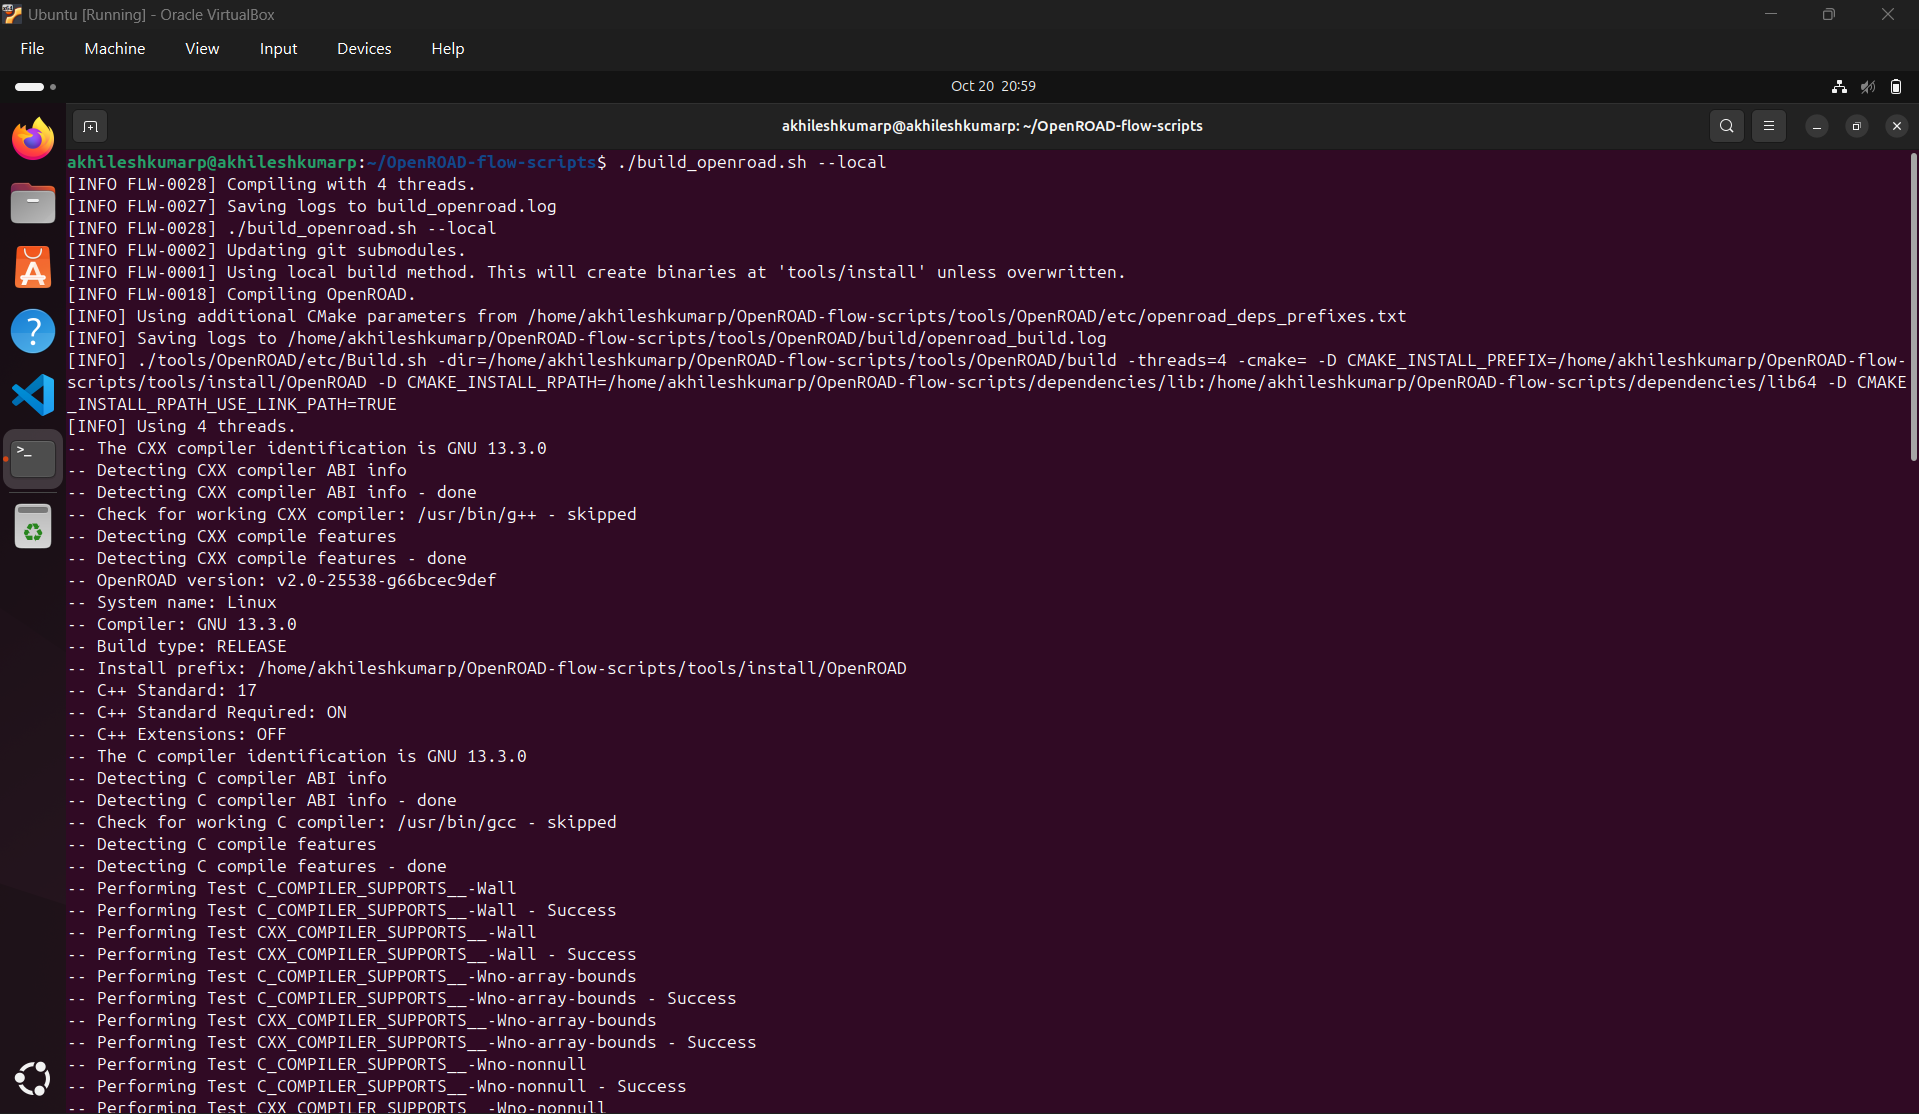 Ubuntu [Running] - Oracle VirtualBox
File Machine View Input Devices Help
Oct 20 20:59
akhileshkumarp@akhileshkumarp: ~/OpenROAD-flow-scripts
akhileshkumarp@akhileshkumarp:~/OpenROAD-flow-scripts$ ./build_openroad.sh --local
[INFO FLW-0028] Compiling with 4 threads.
[INFO FLW-0027] Saving logs to build_openroad.log
[INFO FLW-0028] ./build_openroad.sh --local
[INFO FLW-0002] Updating git submodules.
[INFO FLW-0001] Using local build method. This will create binaries at 'tools/install' unless overwritten.
[INFO FLW-0018] Compiling OpenROAD.
[INFO] Using additional CMake parameters from /home/akhileshkumarp/OpenROAD-flow-scripts/tools/OpenROAD/etc/openroad_deps_prefixes.txt
[INFO] Saving logs to /home/akhileshkumarp/OpenROAD-flow-scripts/tools/OpenROAD/build/openroad_build.log
[INFO] ./tools/OpenROAD/etc/Build.sh -dir=/home/akhileshkumarp/OpenROAD-flow-scripts/tools/OpenROAD/build -threads=4 -cmake= -D CMAKE_INSTALL_PREFIX=/home/akhileshkumarp/OpenROAD-flow-
scripts/tools/install/OpenROAD -D CMAKE_INSTALL_RPATH=/home/akhileshkumarp/OpenROAD-flow-scripts/dependencies/lib:/home/akhileshkumarp/OpenROAD-flow-scripts/dependencies/lib64 -D CMAKE
_INSTALL_RPATH_USE_LINK_PATH=TRUE
[INFO] Using 4 threads.
-- The CXX compiler identification is GNU 13.3.0
-- Detecting CXX compiler ABI info
-- Detecting CXX compiler ABI info - done
-- Check for working CXX compiler: /usr/bin/g++ - skipped
-- Detecting CXX compile features
-- Detecting CXX compile features - done
-- OpenROAD version: v2.0-25538-g66bcec9def
-- System name: Linux
-- Compiler: GNU 13.3.0
-- Build type: RELEASE
-- Install prefix: /home/akhileshkumarp/OpenROAD-flow-scripts/tools/install/OpenROAD
-- C++ Standard: 17
-- C++ Standard Required: ON
-- C++ Extensions: OFF
-- The C compiler identification is GNU 13.3.0
-- Detecting C compiler ABI info
-- Detecting C compiler ABI info - done
-- Check for working C compiler: /usr/bin/gcc - skipped
-- Detecting C compile features
-- Detecting C compile features - done
-- Performing Test C_COMPILER_SUPPORTS__-Wall
-- Performing Test C_COMPILER_SUPPORTS__-Wall - Success
-- Performing Test CXX_COMPILER_SUPPORTS__-Wall
-- Performing Test CXX_COMPILER_SUPPORTS__-Wall - Success
-- Performing Test C_COMPILER_SUPPORTS__-Wno-array-bounds
-- Performing Test C_COMPILER_SUPPORTS__-Wno-array-bounds - Success
-- Performing Test CXX_COMPILER_SUPPORTS__-Wno-array-bounds
-- Performing Test CXX_COMPILER_SUPPORTS__-Wno-array-bounds - Success
-- Performing Test C_COMPILER_SUPPORTS__-Wno-nonnull
-- Performing Test C_COMPILER_SUPPORTS__-Wno-nonnull - Success
-- Performing Test CXX_COMPILER_SUPPORTS__-Wno-nonnull